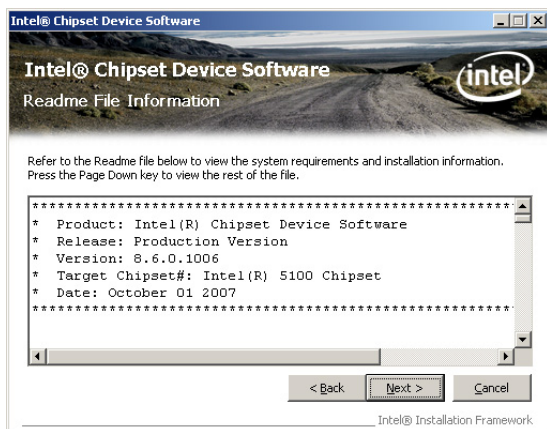 Intel® Chipset Device Software
Intel® Chipset Device Software
intel
Readme File Information
Refer to the Readme file below to view the system requirements and installation information.
Press the Page Down key to view the rest of the file.
************************************************************
* Product: Intel(R) Chipset Device Software
* Release: Production Version
* Version: 8.6.0.1006
* Target Chipset#: Intel(R) 5100 Chipset
* Date: October 01 2007
************************************************************
< Back
Next >
Cancel
Intel® Installation Framework